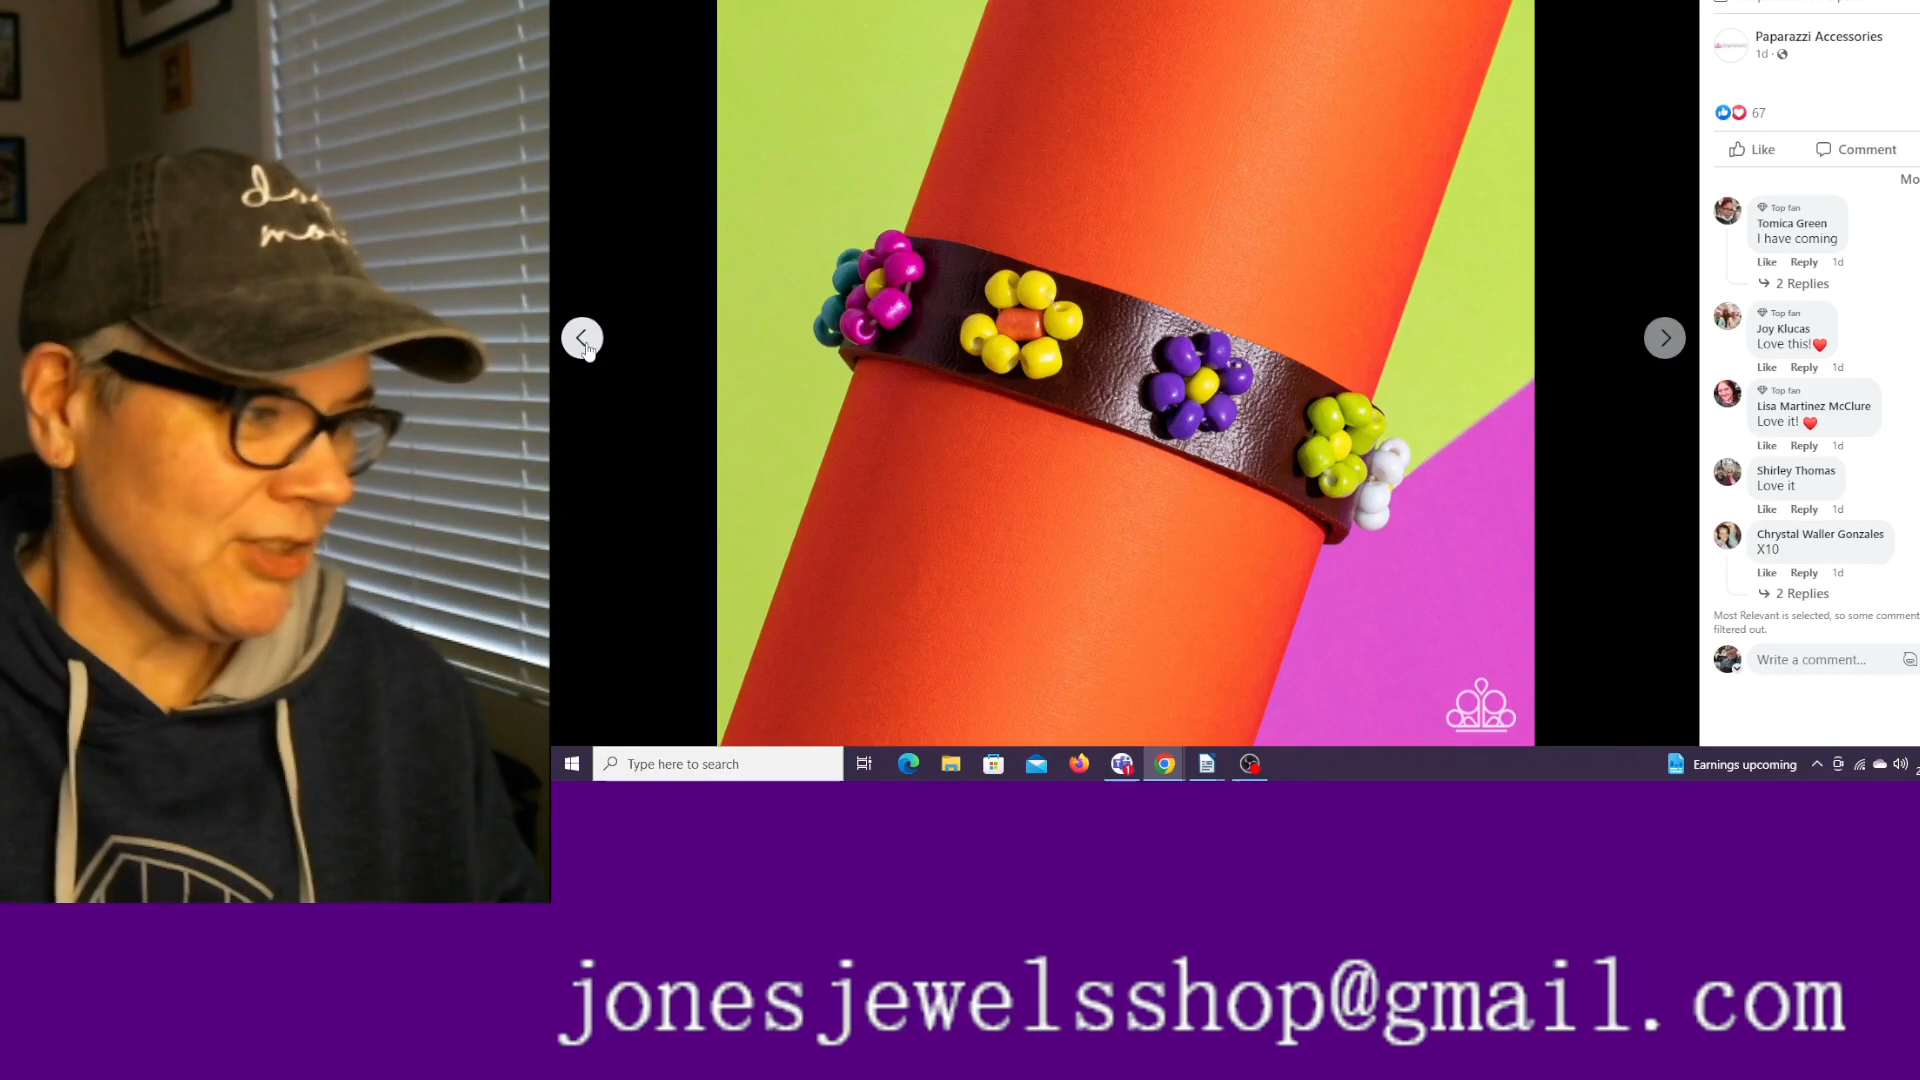 Paparazzi Accessories
1d ·
67
Like Comment
Mo
Top fan
Tomica Green
I have coming
Like Reply 1d
2 Replies
Top fan
Joy Klucas
Love this!
Like Reply 1d
Top fan
Lisa Martinez McClure
Love it!
Like Reply 1d
Shirley Thomas
Love it
Like Reply 1d
Chrystal Waller Gonzales
X10
Like Reply 1d
2 Replies
Most Relevant is selected, so some comment
filtered out.
Write a comment...
Type here to search
Earnings upcoming
jonesjewelsshop@gmail.com